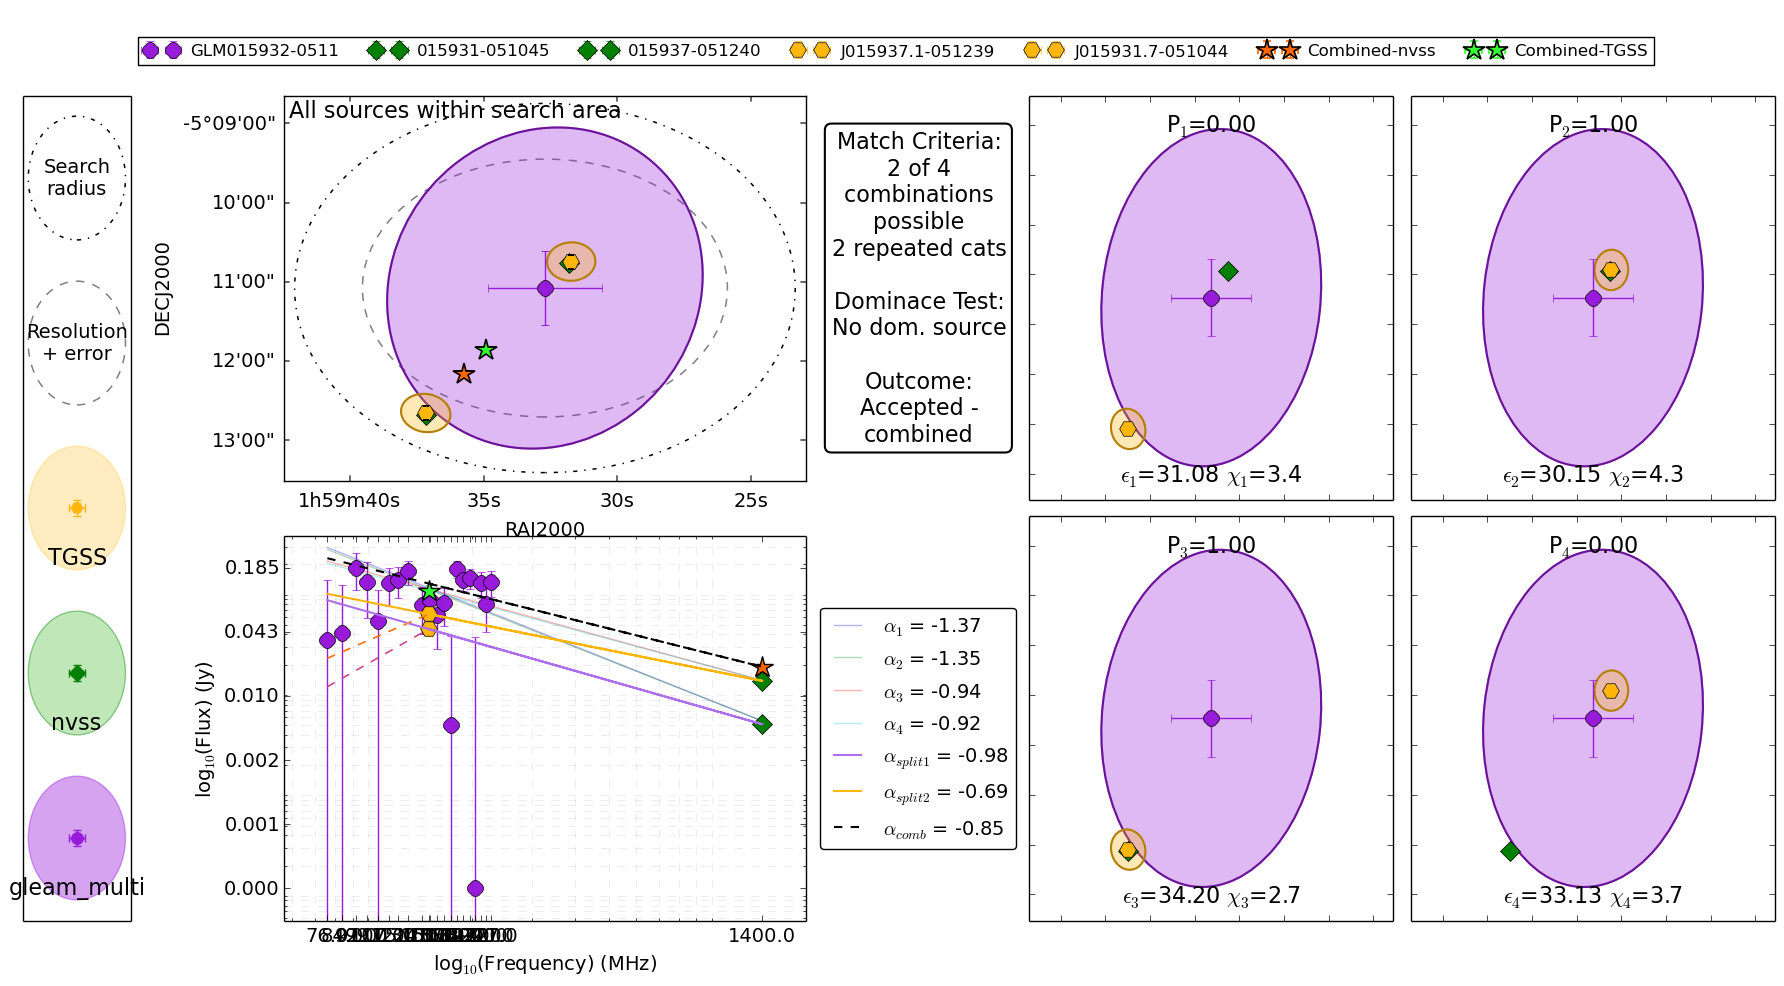 GLM015932-0511 015931-051045 015937-051240 J015937.1-051239 J015931.7-051044 Combined-nvss Combined-TGSS
Search
radius
Resolution
+ error
TGSS
nvss
gleam_multi
All sources within search area
DECJ2000
-5°09'00"
10'00"
11'00"
12'00"
13'00"
1h59m40s 35s 30s 25s
RAJ2000
Match Criteria:
2 of 4
combinations
possible
2 repeated cats
Dominace Test:
No dom. source
Outcome:
Accepted -
combined
P1=0.00
ϵ1=31.08 χ1=3.4
P2=1.00
ϵ2=30.15 χ2=4.3
P3=1.00
ϵ3=34.20 χ3=2.7
P4=0.00
ϵ4=33.13 χ4=3.7
log10(Flux) (Jy)
0.185
0.043
0.010
0.002
0.001
0.000
1400.0
log10(Frequency) (MHz)
α1 = -1.37
α2 = -1.35
α3 = -0.94
α4 = -0.92
αsplit1 = -0.98
αsplit2 = -0.69
αcomb = -0.85